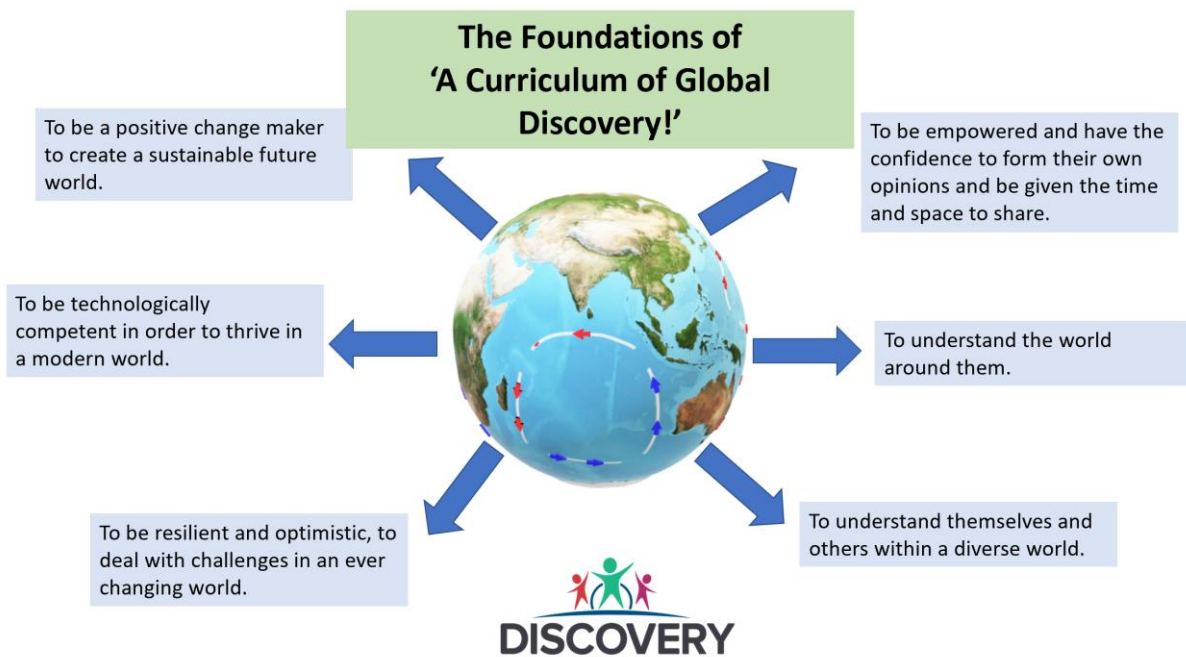 The Foundations of
‘A Curriculum of Global
Discovery!’
To be a positive change maker
to create a sustainable future
world.
To be empowered and have the
confidence to form their own
opinions and be given the time
and space to share.
To be technologically
competent in order to thrive in
a modern world.
To understand the world
around them.
To be resilient and optimistic, to
deal with challenges in an ever
changing world.
To understand themselves and
others within a diverse world.
DISCOVERY